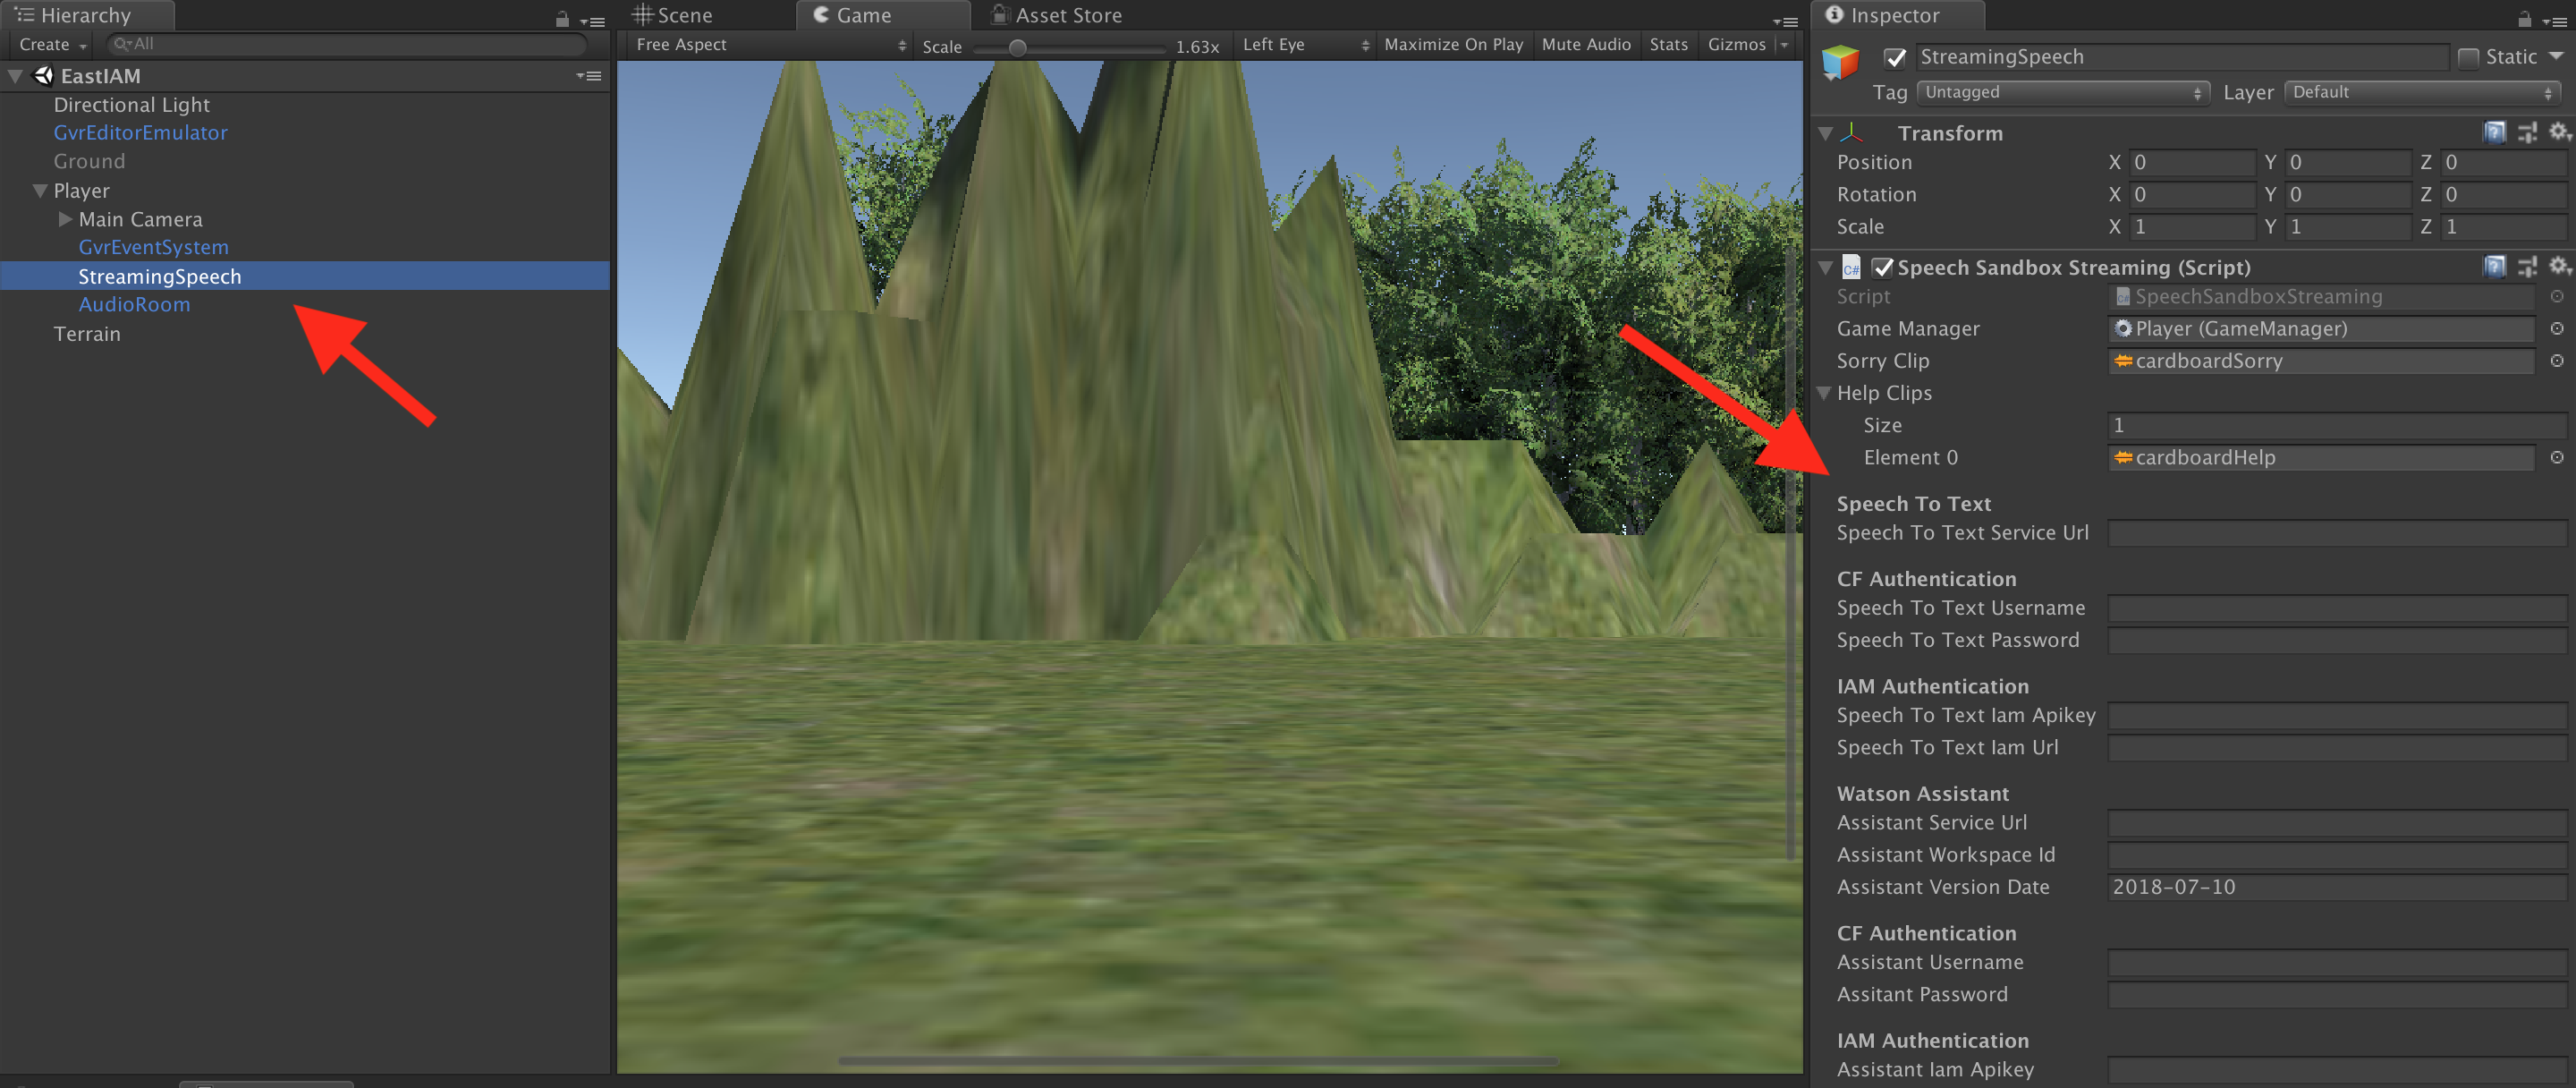 Hierarchy
Create
All
EastIAM
Directional Light
GvrEditorEmulator
Ground
Player
Main Camera
GvrEventSystem
StreamingSpeech
AudioRoom
Terrain
Scene Game Asset Store
Free Aspect Scale 1.63x Left Eye Maximize On Play Mute Audio Stats Gizmos
Inspector
StreamingSpeech Static
Tag Untagged Layer Default
Transform
Position X 0 Y 0 Z 0
Rotation X 0 Y 0 Z 0
Scale X 1 Y 1 Z 1
C# Speech Sandbox Streaming (Script)
Script SpeechSandboxStreaming
Game Manager Player (GameManager)
Sorry Clip cardboardSorry
Help Clips
Size 1
Element 0 cardboardHelp
Speech To Text
Speech To Text Service Url
CF Authentication
Speech To Text Username
Speech To Text Password
IAM Authentication
Speech To Text Iam Apikey
Speech To Text Iam Url
Watson Assistant
Assistant Service Url
Assistant Workspace Id
Assistant Version Date 2018-07-10
CF Authentication
Assistant Username
Assitant Password
IAM Authentication
Assistant Iam Apikey